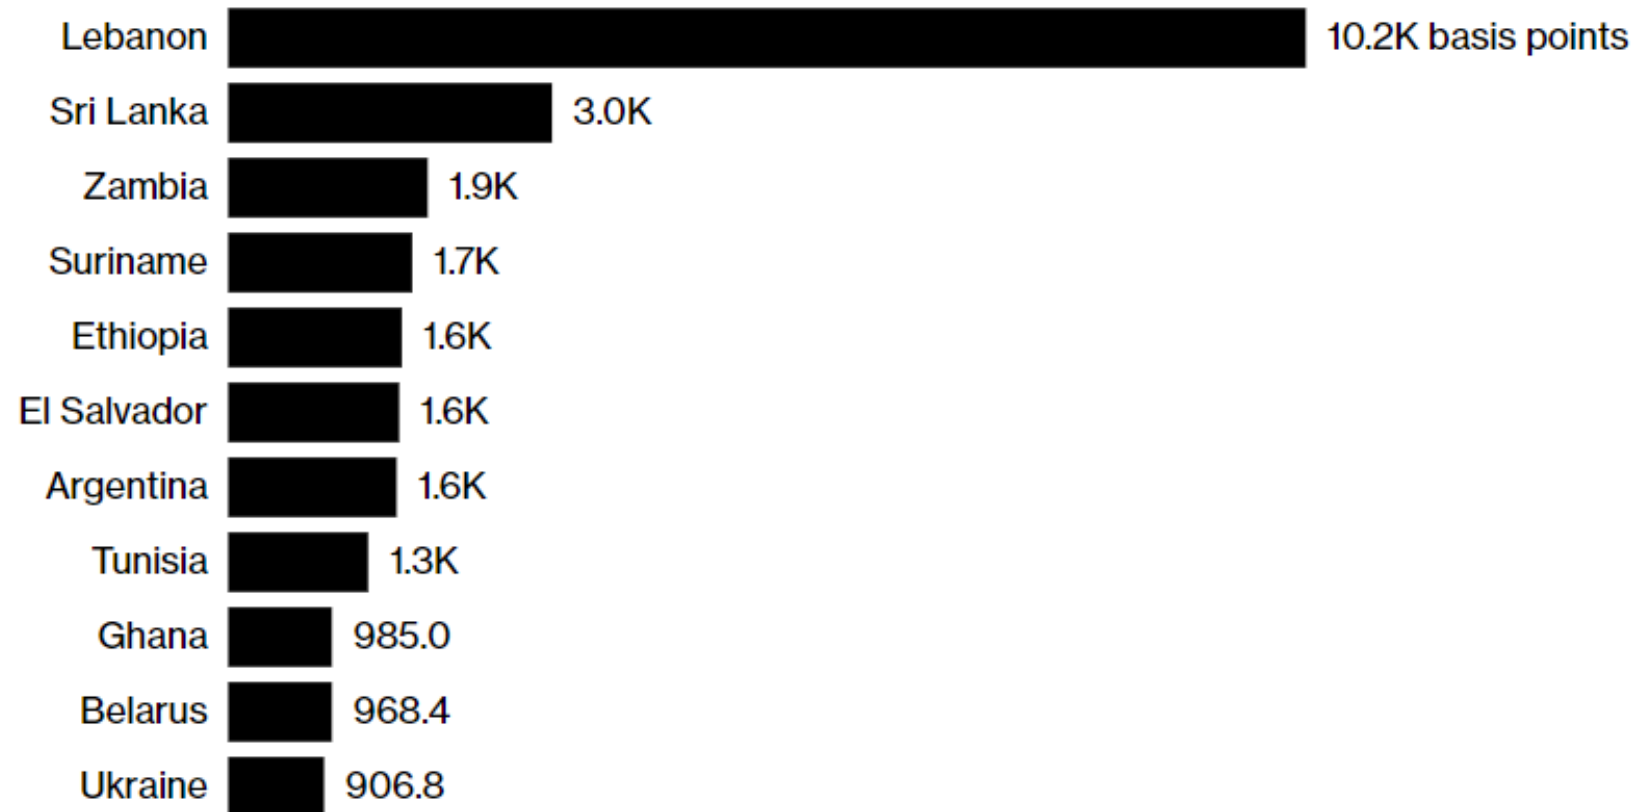 Lebanon 10.2K basis points
Sri Lanka 3.0K
Zambia 1.9K
Suriname 1.7K
Ethiopia 1.6K
El Salvador 1.6K
Argentina 1.6K
Tunisia 1.3K
Ghana 985.0
Belarus 968.4
Ukraine 906.8